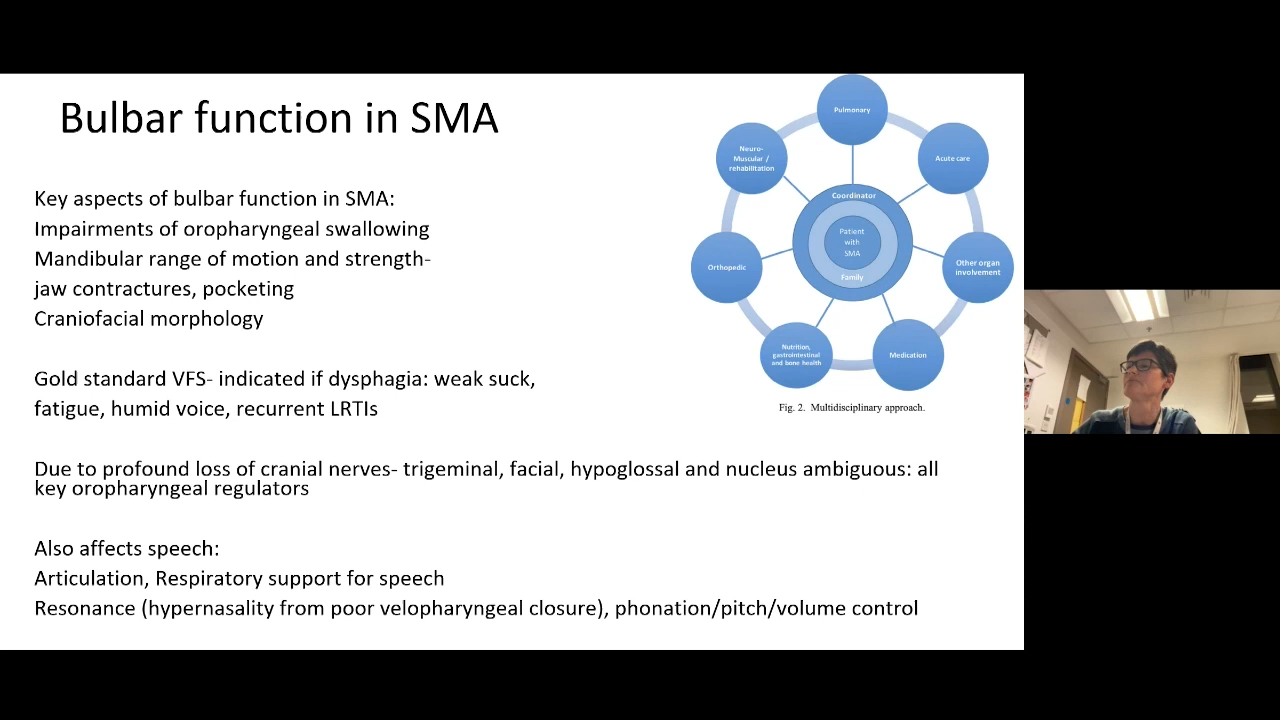 Bulbar function in SMA
Key aspects of bulbar function in SMA:
Impairments of oropharyngeal swallowing
Mandibular range of motion and strength-
jaw contractures, pocketing
Craniofacial morphology
Gold standard VFS- indicated if dysphagia: weak suck,
fatigue, humid voice, recurrent LRTIs
Due to profound loss of cranial nerves- trigeminal, facial, hypoglossal and nucleus ambiguous: all
key oropharyngeal regulators
Also affects speech:
Articulation, Respiratory support for speech
Resonance (hypernasality from poor velopharyngeal closure), phonation/pitch/volume control
Pulmonary
Neuro-
Muscular /
rehabilitation
Acute care
Coordinator
Patient
with
SMA
Family
Orthopedic
Other organ
involvement
Nutrition,
gastrointestinal
and bone health
Medication
Fig. 2. Multidisciplinary approach.